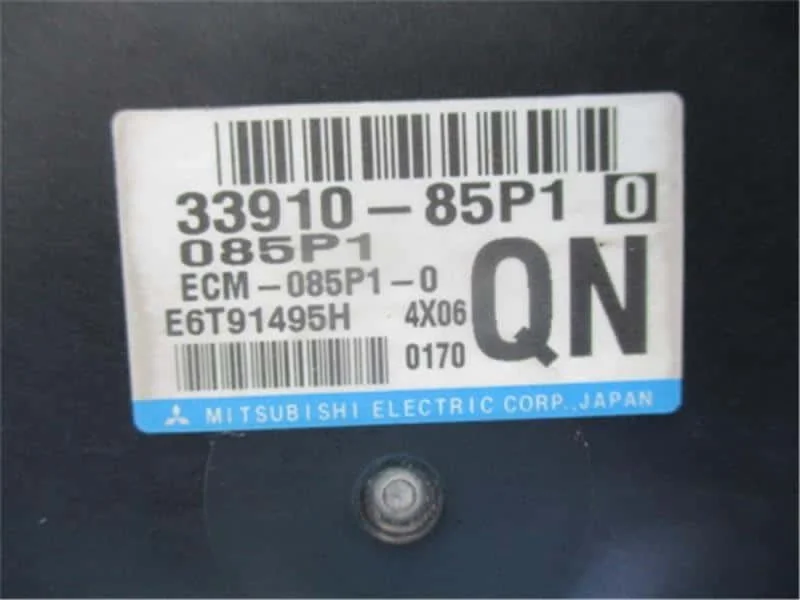 33910-85P1 0
085P1
ECM-085P1-0
E6T91495H 4X06
0170
QN
MITSUBISHI ELECTRIC CORP., JAPAN